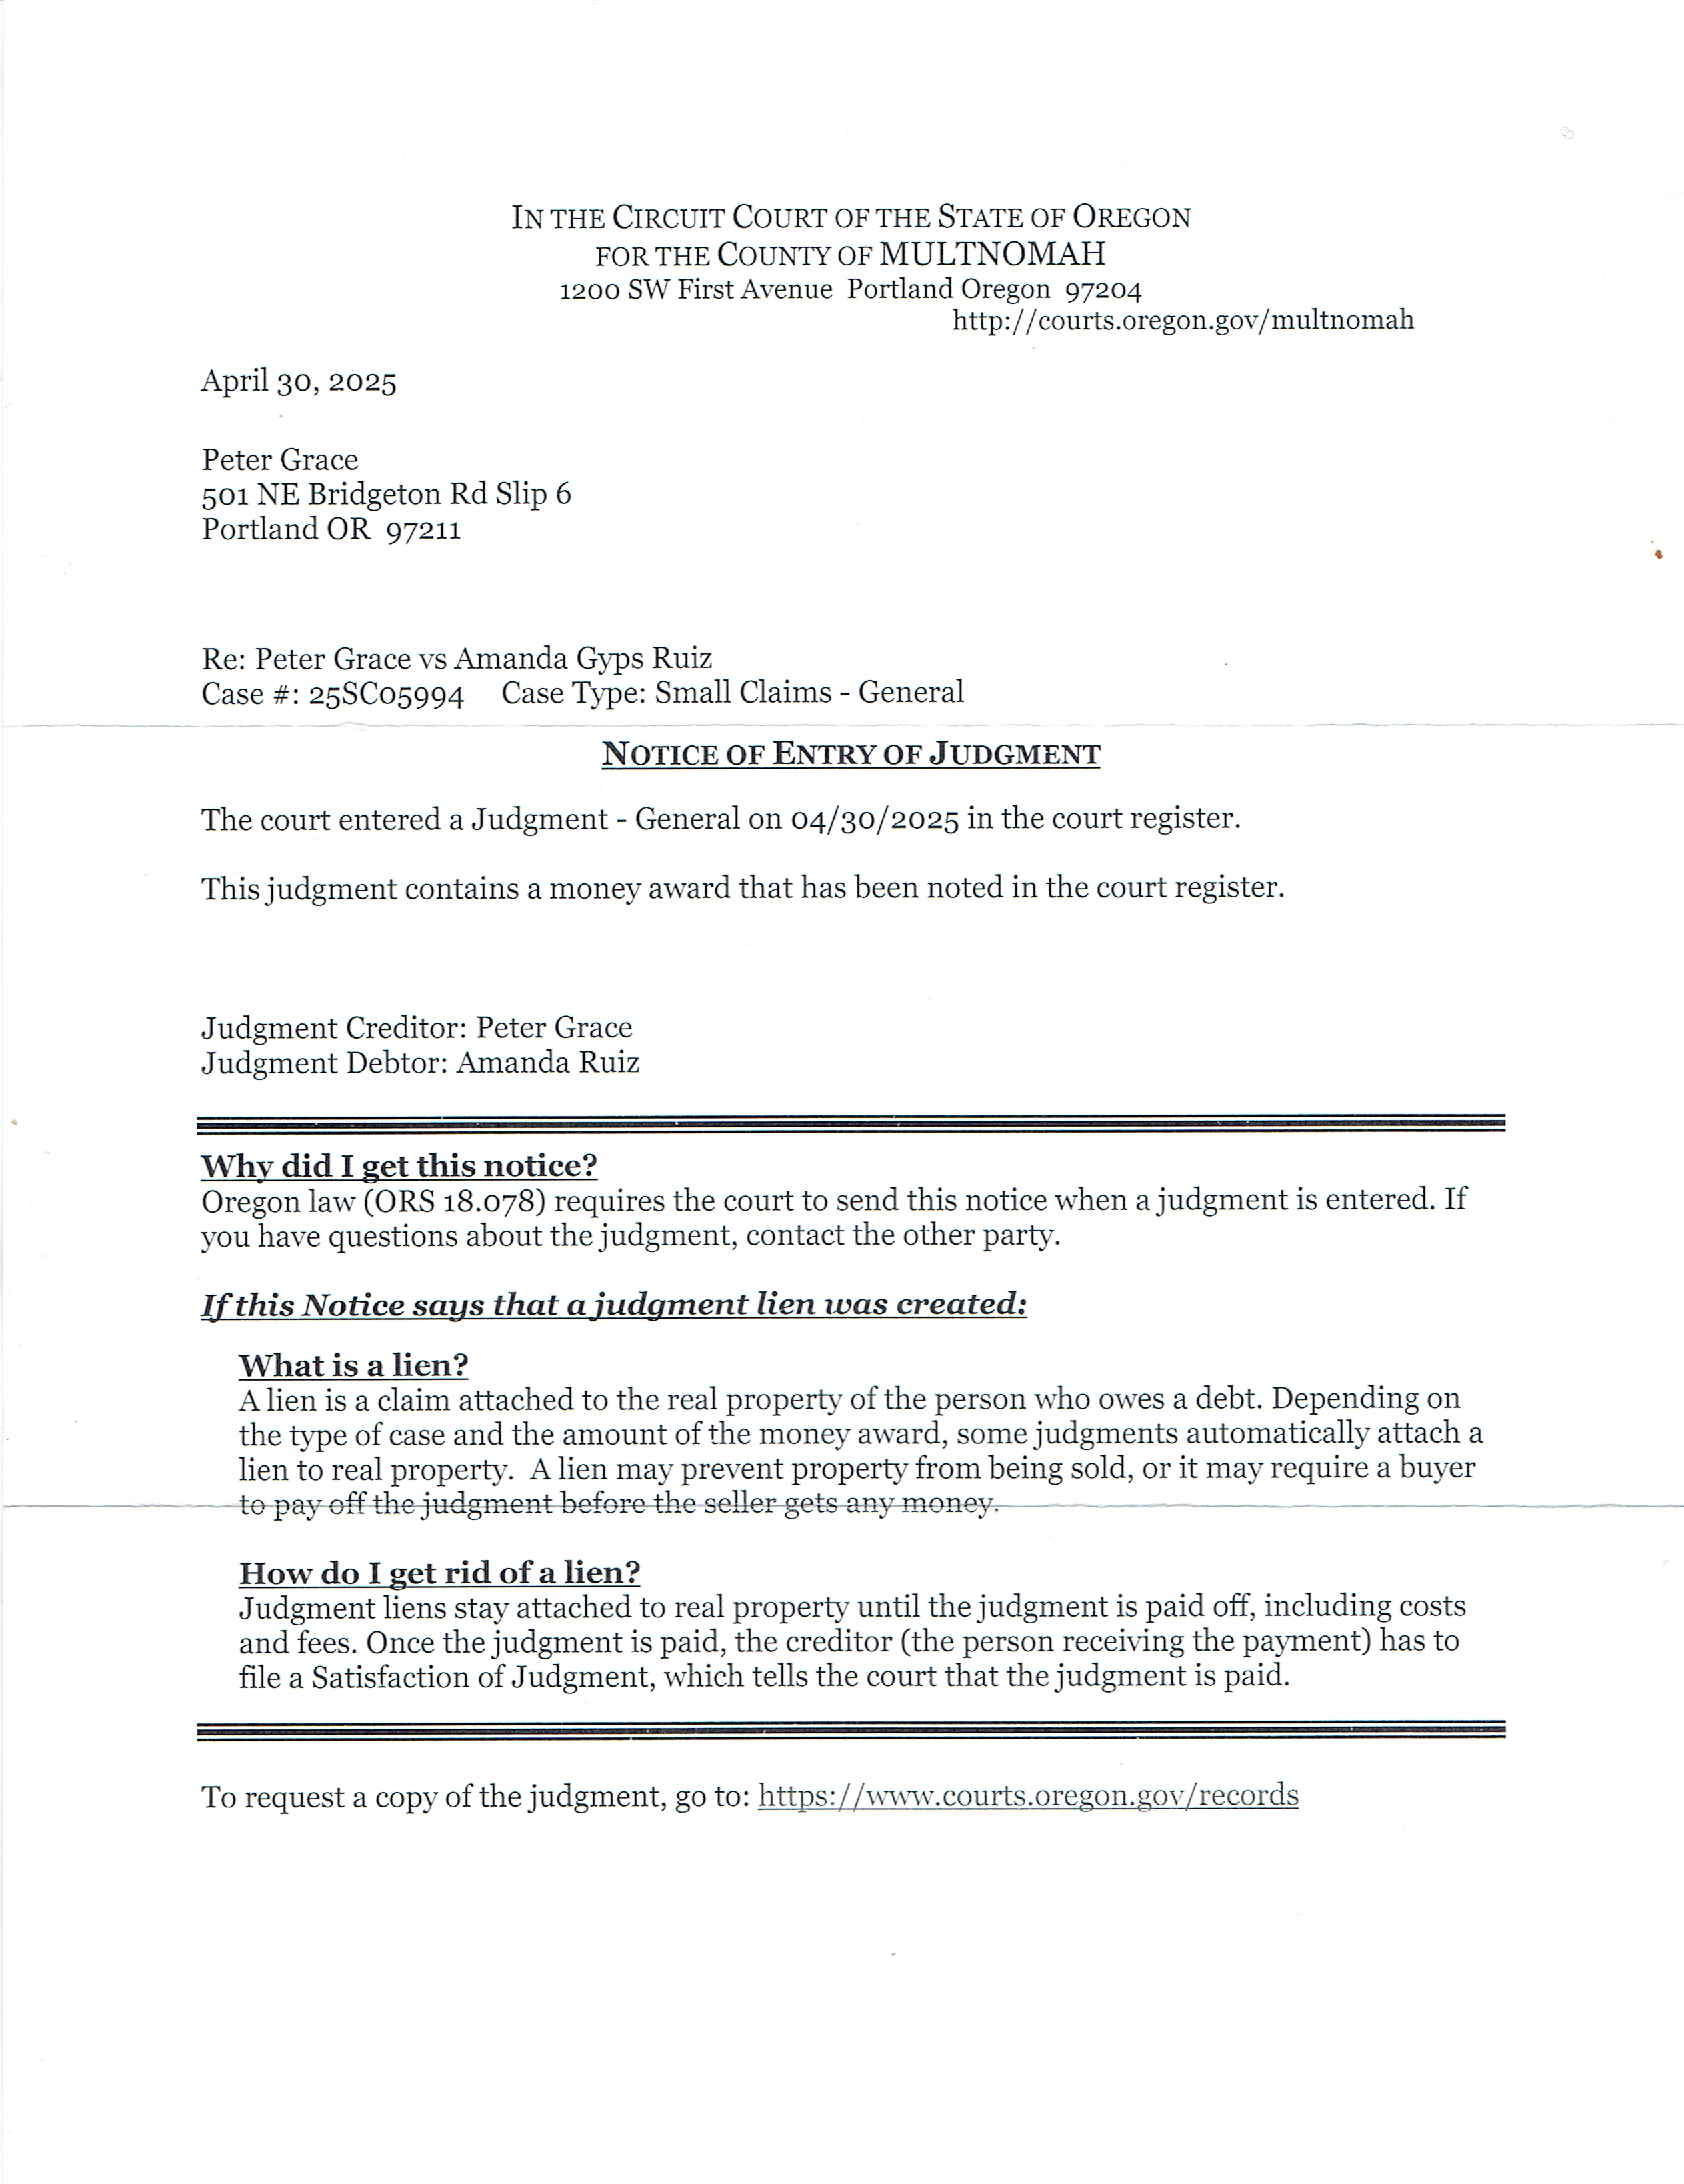 IN THE CIRCUIT COURT OF THE STATE OF OREGON
FOR THE COUNTY OF MULTNOMAH
1200 SW First Avenue Portland Oregon 97204
http://courts.oregon.gov/multnomah
April 30, 2025
Peter Grace
501 NE Bridgeton Rd Slip 6
Portland OR 97211
Re: Peter Grace vs Amanda Gyps Ruiz
Case #: 25SC05994 Case Type: Small Claims - General
NOTICE OF ENTRY OF JUDGMENT
The court entered a Judgment - General on 04/30/2025 in the court register.
This judgment contains a money award that has been noted in the court register.
Judgment Creditor: Peter Grace
Judgment Debtor: Amanda Ruiz
Why did I get this notice?
Oregon law (ORS 18.078) requires the court to send this notice when a judgment is entered. If
you have questions about the judgment, contact the other party.
If this Notice says that a judgment lien was created:
What is a lien?
A lien is a claim attached to the real property of the person who owes a debt. Depending on
the type of case and the amount of the money award, some judgments automatically attach a
lien to real property. A lien may prevent property from being sold, or it may require a buyer
to pay off the judgment before the seller gets any money.
How do I get rid of a lien?
Judgment liens stay attached to real property until the judgment is paid off, including costs
and fees. Once the judgment is paid, the creditor (the person receiving the payment) has to
file a Satisfaction of Judgment, which tells the court that the judgment is paid.
To request a copy of the judgment, go to: https://www.courts.oregon.gov/records